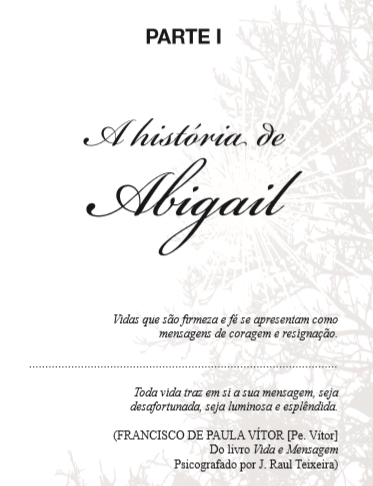 PARTE I
A história de
Abigail
Vidas que são firmeza e fé se apresentam como
mensagens de coragem e resignação.
Toda vida traz em si a sua mensagem, seja
desafortunada, seja luminosa e esplêndida.
(FRANCISCO DE PAULA VÍTOR [Pe. Vitor]
Do livro Vida e Mensagem
Psicografado por J. Raul Teixeira)